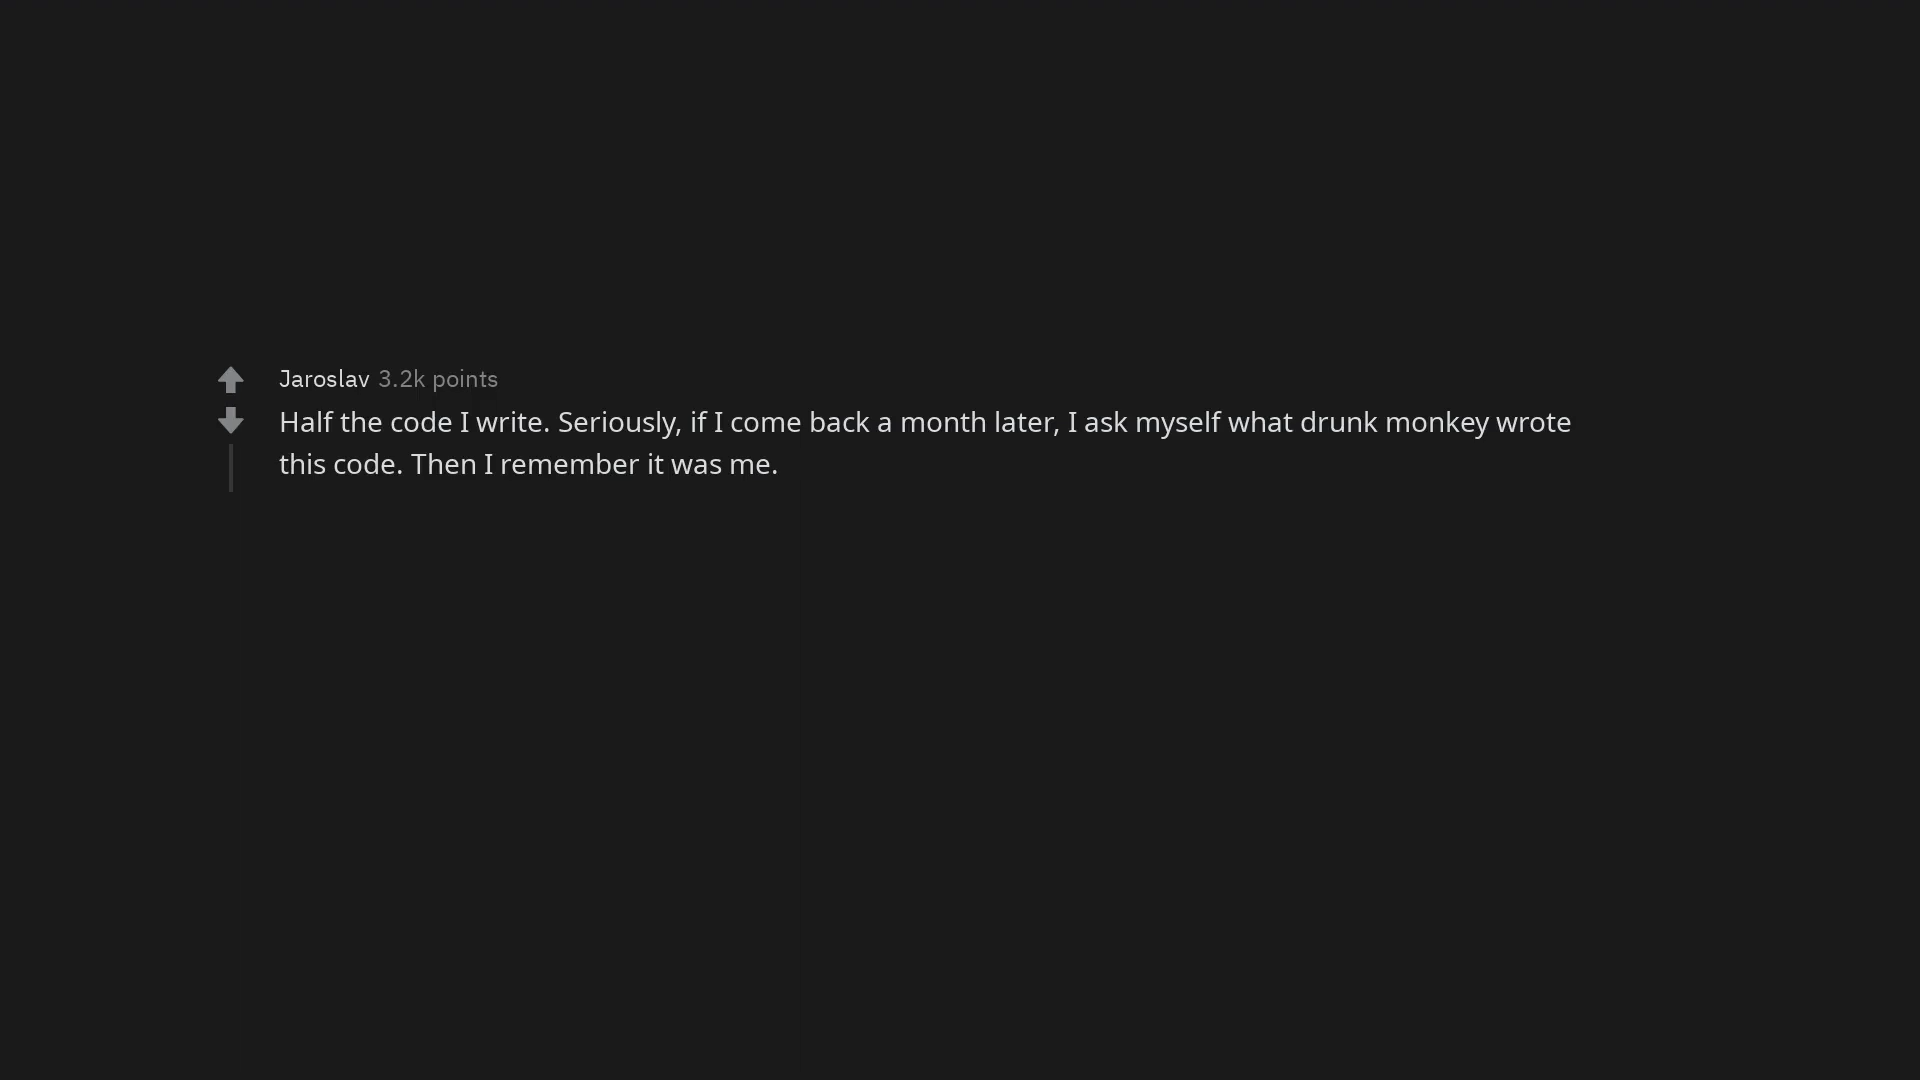 Jaroslav 3.2k points
Half the code I write. Seriously, if I come back a month later, I ask myself what drunk monkey wrote
this code. Then I remember it was me.